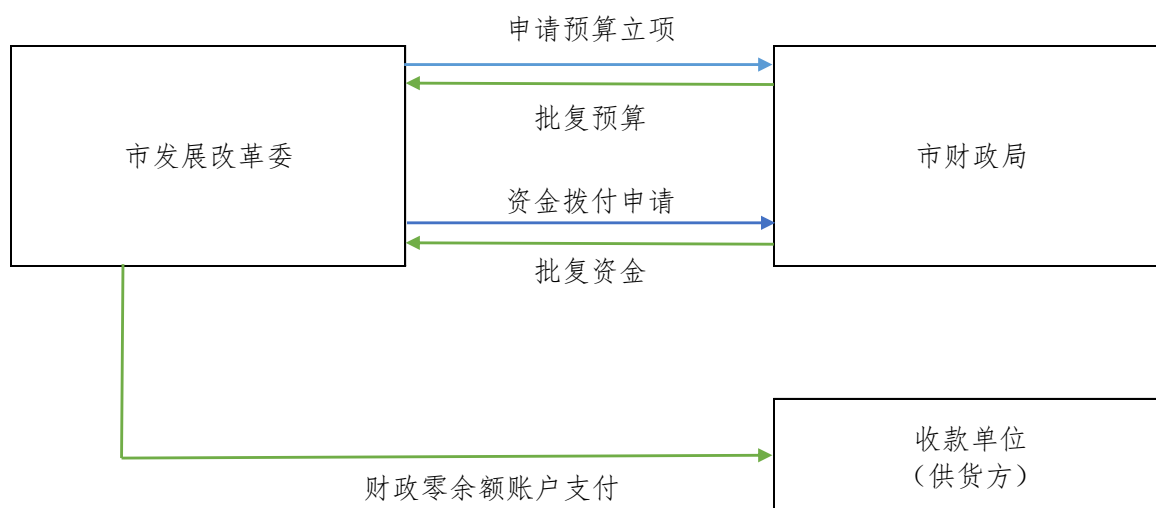 申请预算立项
批复预算
市发展改革委
市财政局
资金拨付申请
批复资金
收款单位
（供货方）
财政零余额账户支付